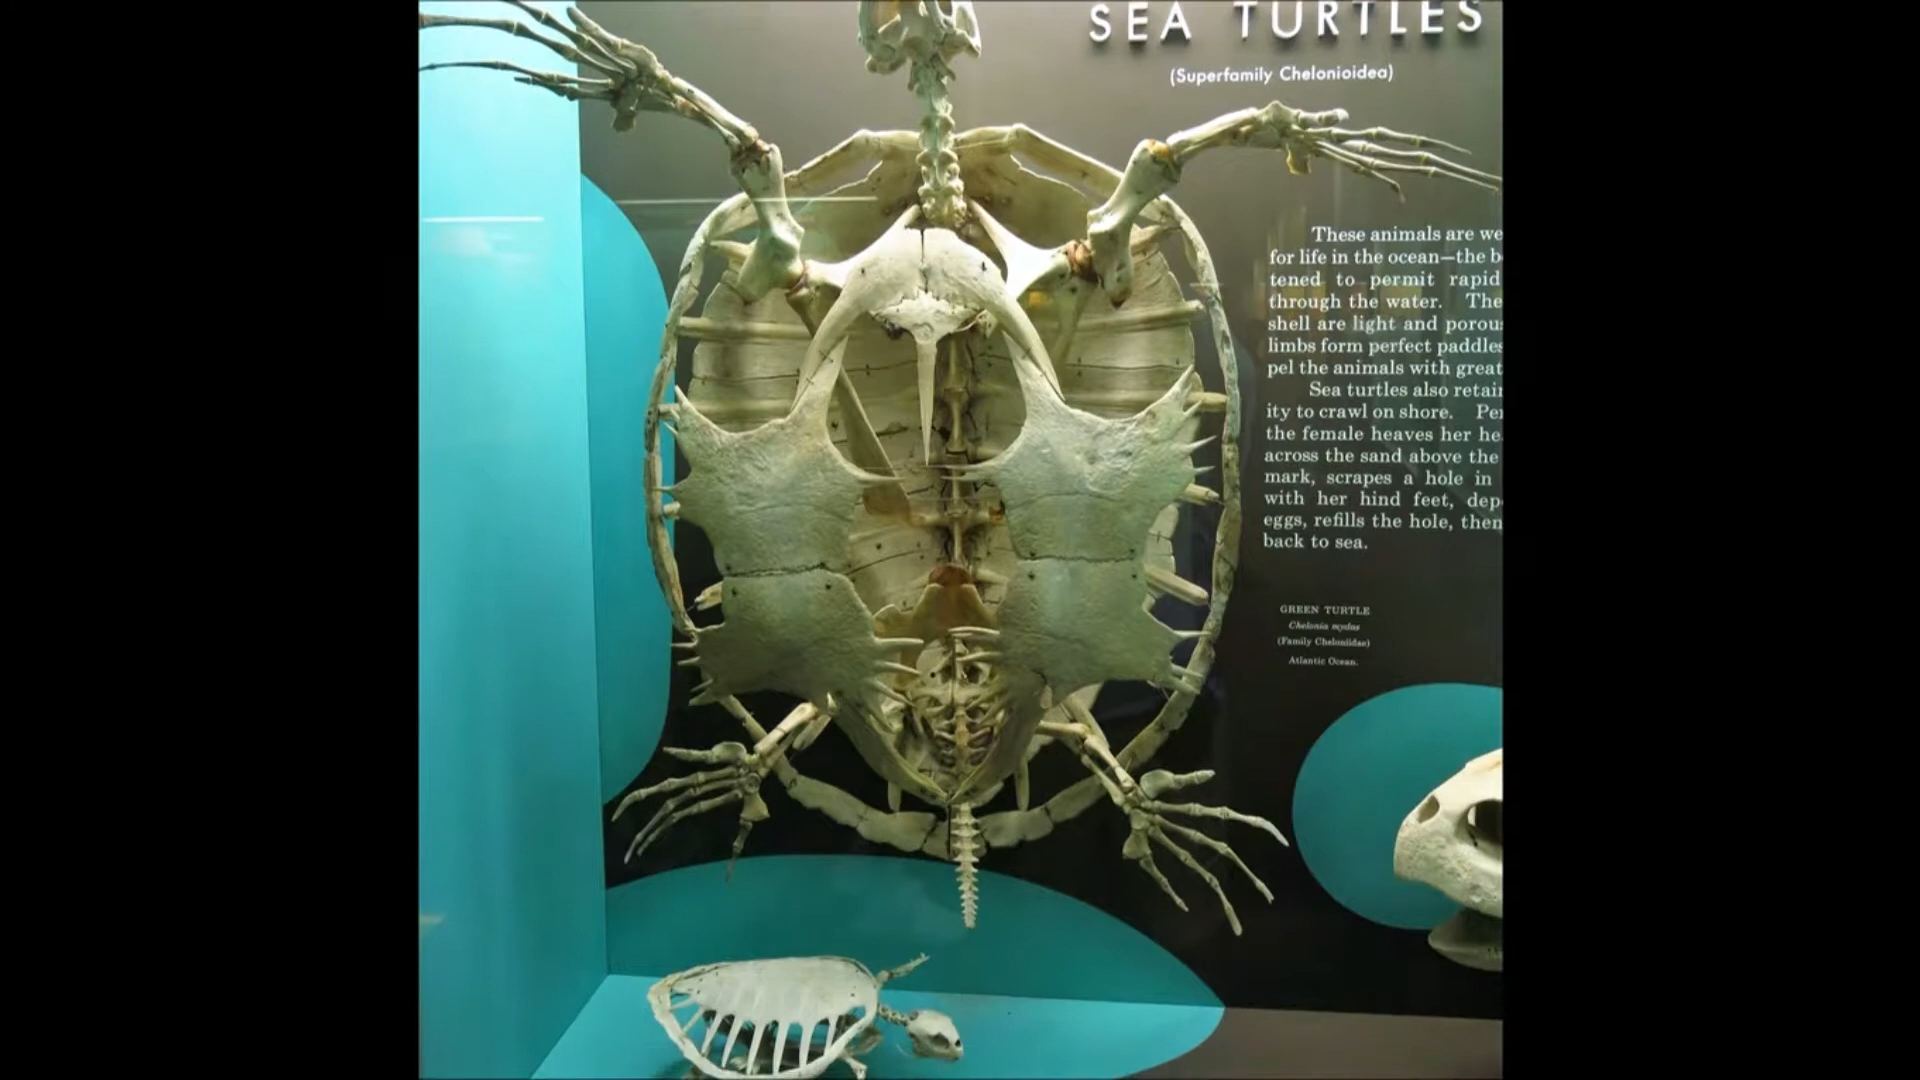 SEA TURTLES
(Superfamily Chelonioidea)
These animals are we
for life in the ocean—the b
tened to permit rapid
through the water. The
shell are light and porous
limbs form perfect paddles
pel the animals with great
Sea turtles also retain
ity to crawl on shore. Per
the female heaves her he
across the sand above the
mark, scrapes a hole in
with her hind feet, dep
eggs, refills the hole, then
back to sea.
GREEN TURTLE
Chelonia mydas
(Family Cheloniidae)
Atlantic Ocean.